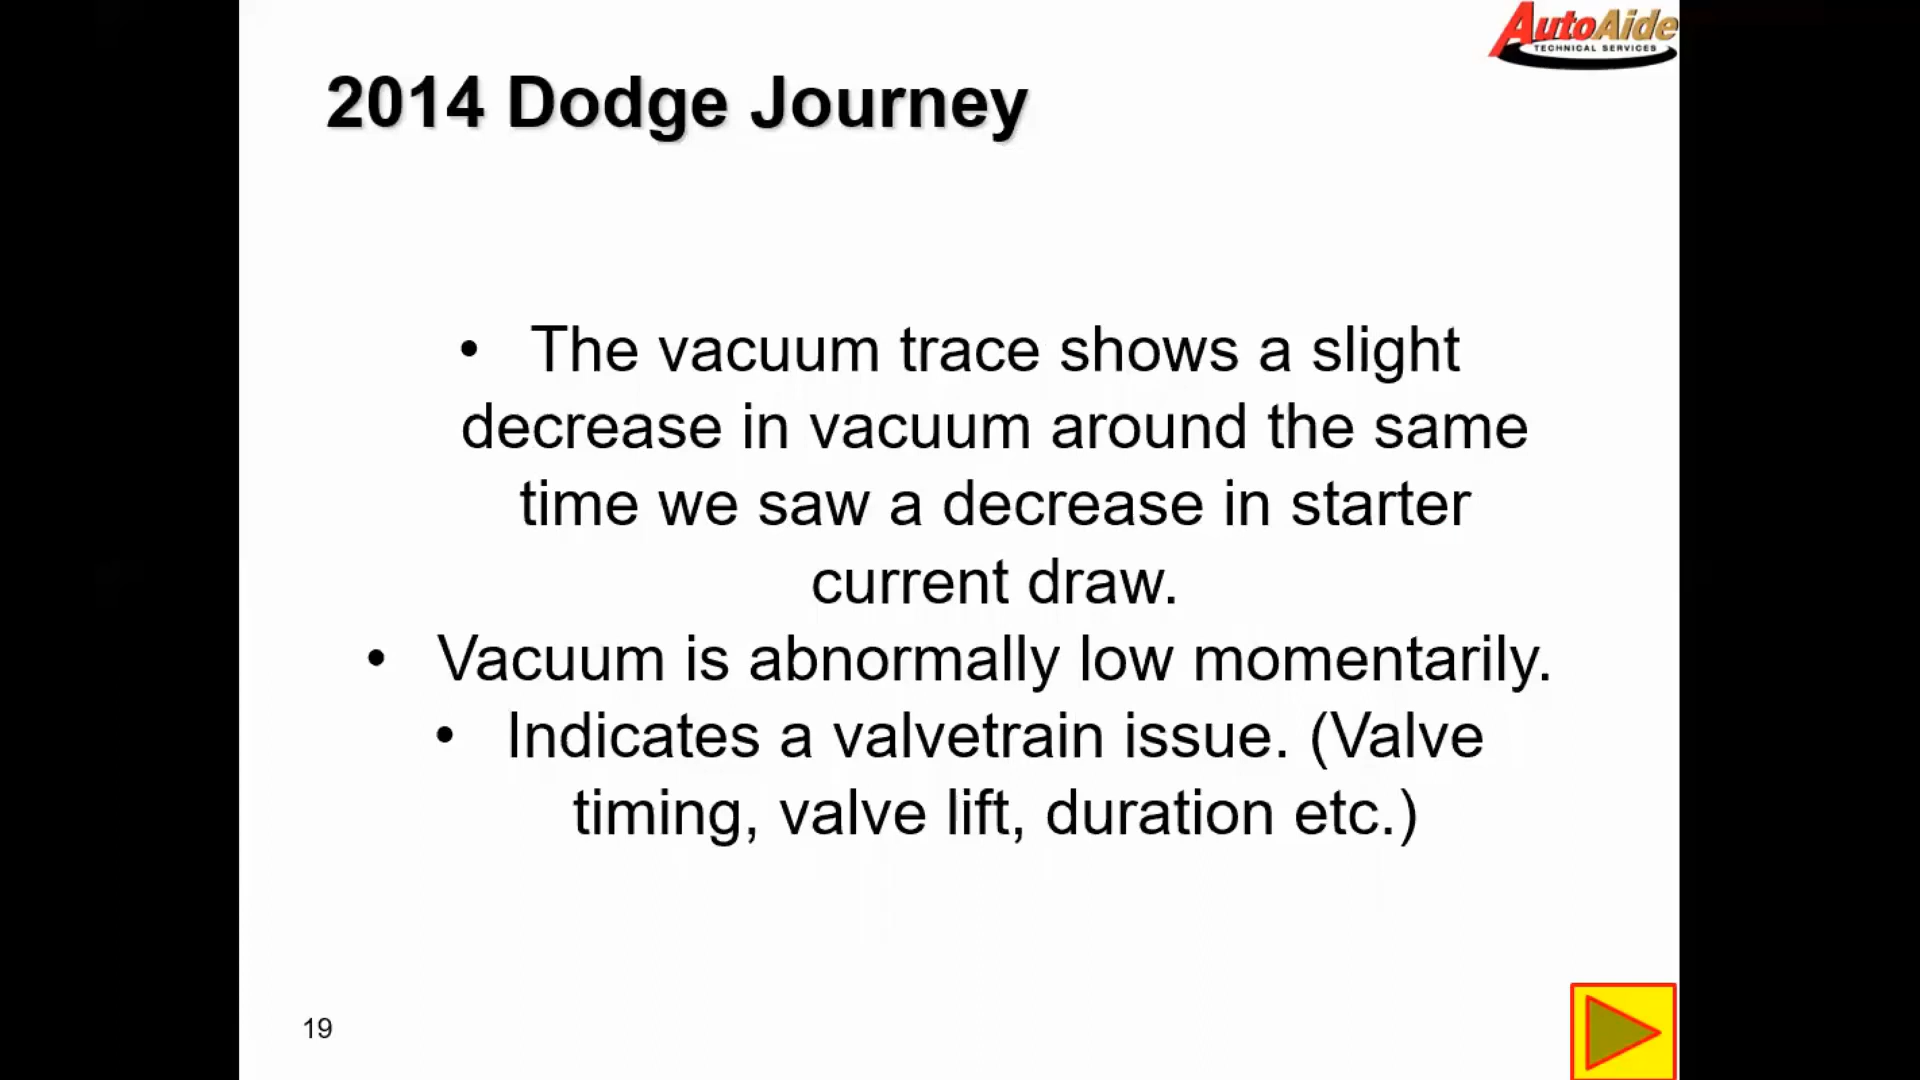 AutoAide
TECHNICAL SERVICES
2014 Dodge Journey
• The vacuum trace shows a slight
decrease in vacuum around the same
time we saw a decrease in starter
current draw.
• Vacuum is abnormally low momentarily.
• Indicates a valvetrain issue. (Valve
timing, valve lift, duration etc.)
19